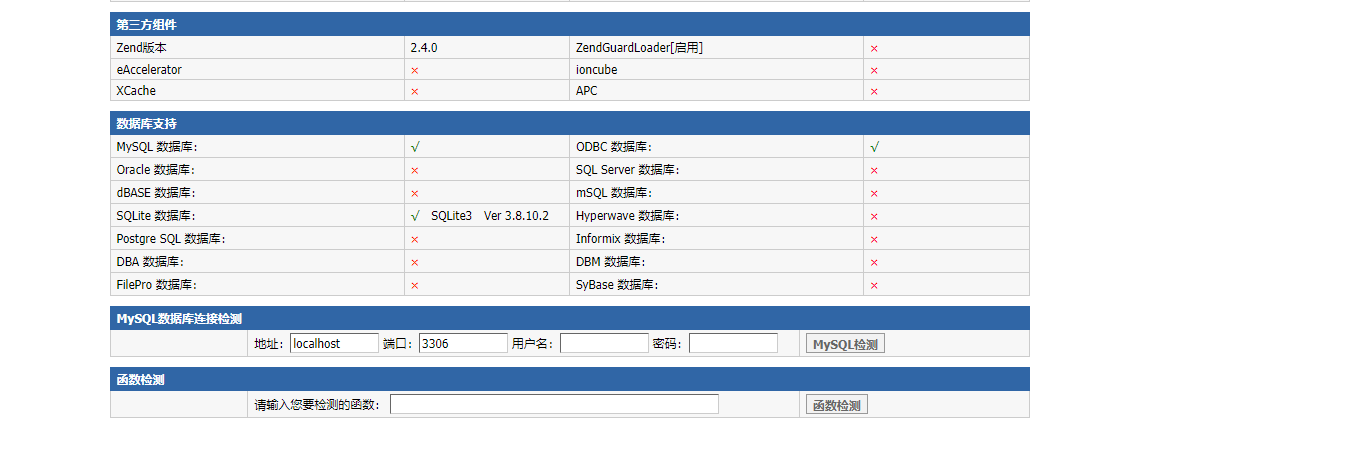 第三方组件
Zend版本 2.4.0 ZendGuardLoader[启用] ×
eAccelerator × ioncube ×
XCache × APC ×
数据库支持
MySQL 数据库: √ ODBC 数据库: √
Oracle 数据库: × SQL Server 数据库: ×
dBASE 数据库: × mSQL 数据库: ×
SQLite 数据库: √ SQLite3 Ver 3.8.10.2 Hyperwave 数据库: ×
Postgre SQL 数据库: × Informix 数据库: ×
DBA 数据库: × DBM 数据库: ×
FilePro 数据库: × SyBase 数据库: ×
MySQL数据库连接检测
地址: localhost 端口: 3306 用户名: 密码: MySQL检测
函数检测
请输入您要检测的函数: 函数检测